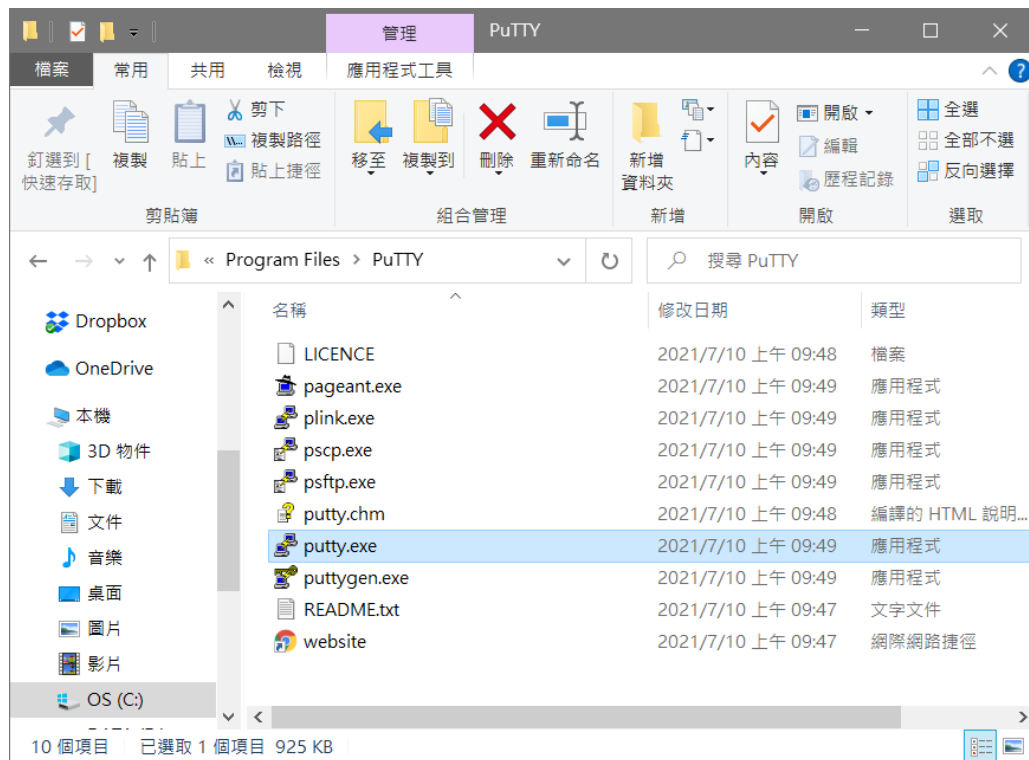 管理 PuTTY
檔案 常用 共用 檢視 應用程式工具
釘選到 [
快速存取]
複製
貼上
剪下
複製路徑
貼上捷徑
剪貼簿
移至
複製到
刪除
重新命名
組合管理
新增
資料夾
新增
內容
開啟
編輯
歷程記錄
開啟
全選
全部不選
反向選擇
選取
« Program Files > PuTTY
搜尋 PuTTY
Dropbox
OneDrive
本機
3D 物件
下載
文件
音樂
桌面
圖片
影片
OS (C:)
名稱 修改日期 類型
LICENCE 2021/7/10 上午 09:48 檔案
pageant.exe 2021/7/10 上午 09:49 應用程式
plink.exe 2021/7/10 上午 09:49 應用程式
pscp.exe 2021/7/10 上午 09:49 應用程式
psftp.exe 2021/7/10 上午 09:49 應用程式
putty.chm 2021/7/10 上午 09:48 編譯的 HTML 說明...
putty.exe 2021/7/10 上午 09:49 應用程式
puttygen.exe 2021/7/10 上午 09:49 應用程式
README.txt 2021/7/10 上午 09:47 文字文件
website 2021/7/10 上午 09:47 網際網路捷徑
10 個項目 已選取 1 個項目 925 KB